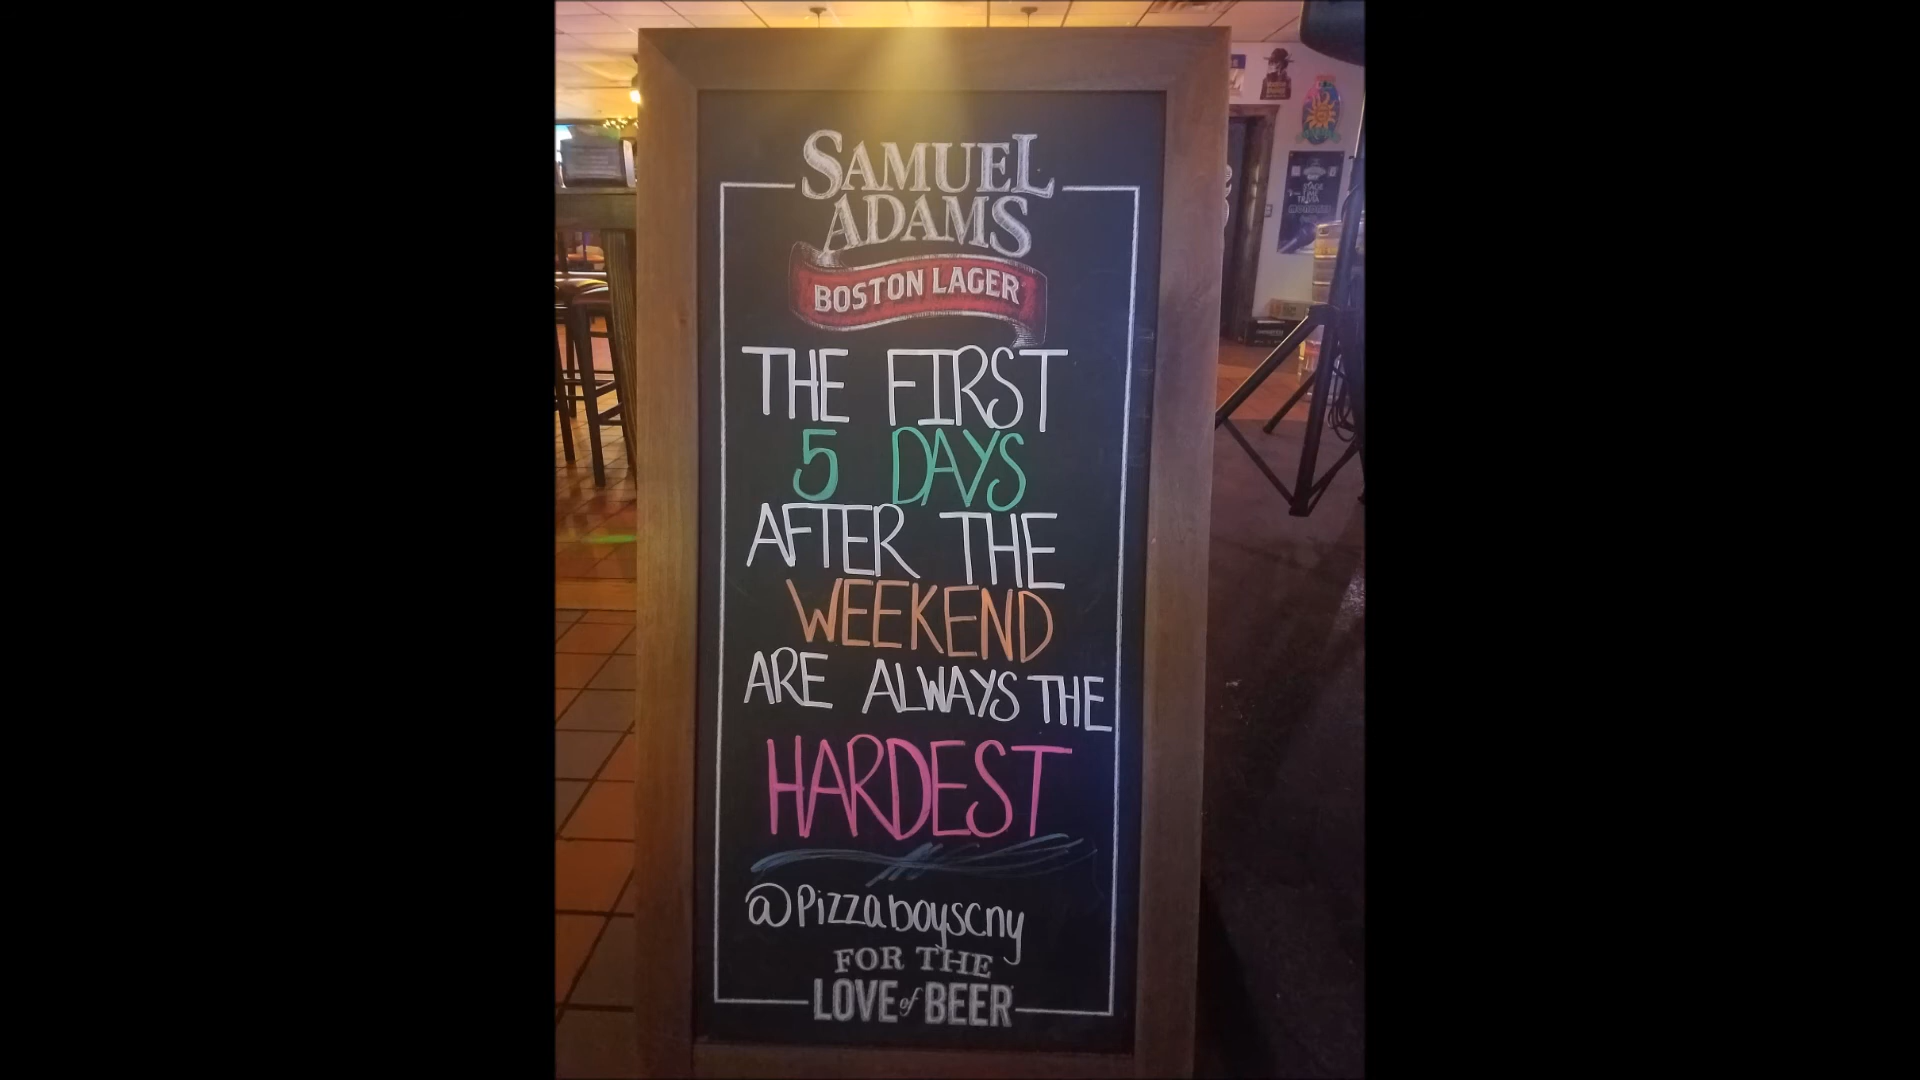 SAMUEL
ADAMS
BOSTON LAGER
THE FIRST
5 DAYS
AFTER THE
WEEKEND
ARE ALWAYS THE
HARDEST
@Pizzaboyscny
FOR THE
LOVE of BEER